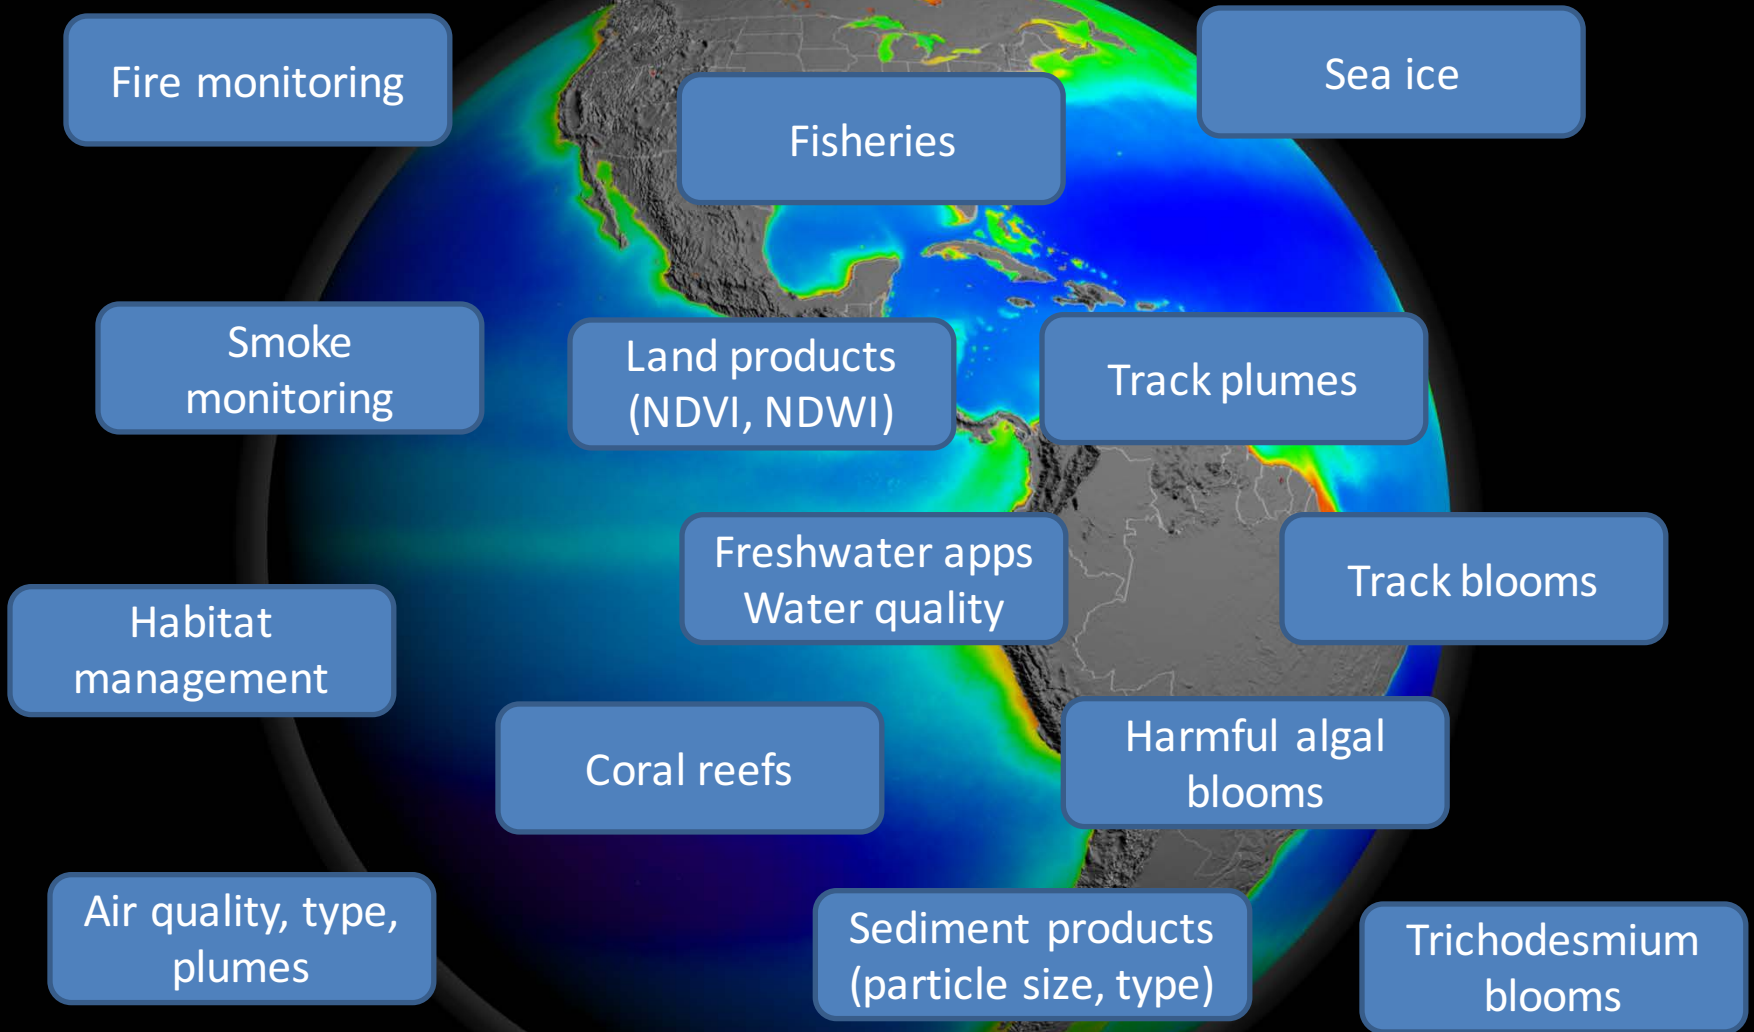 Fire monitoring
Fisheries
Sea ice
Smoke
monitoring
Land products
(NDVI, NDWI)
Track plumes
Freshwater apps
Water quality
Track blooms
Habitat
management
Coral reefs
Harmful algal
blooms
Air quality, type,
plumes
Sediment products
(particle size, type)
Trichodesmium
blooms